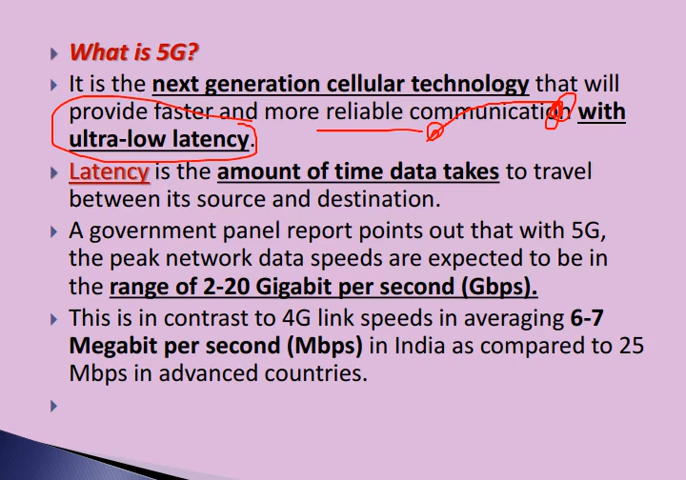 What is 5G?
It is the next generation cellular technology that will
provide faster and more reliable communication with
ultra-low latency.
Latency is the amount of time data takes to travel
between its source and destination.
A government panel report points out that with 5G,
the peak network data speeds are expected to be in
the range of 2-20 Gigabit per second (Gbps).
This is in contrast to 4G link speeds in averaging 6-7
Megabit per second (Mbps) in India as compared to 25
Mbps in advanced countries.